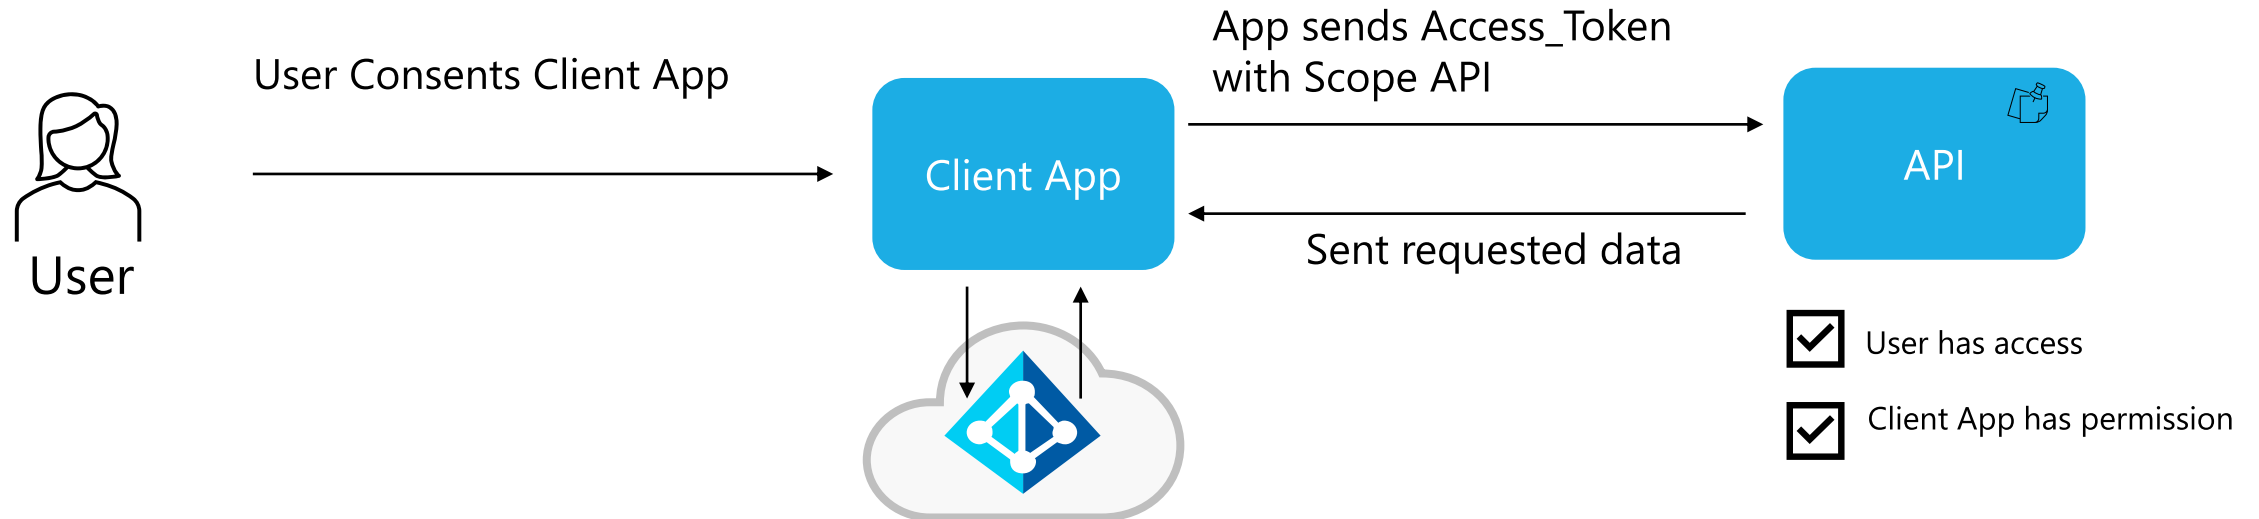 User Consents Client App
User
Client App
App sends Access_Token
with Scope API
Sent requested data
API
User has access
Client App has permission